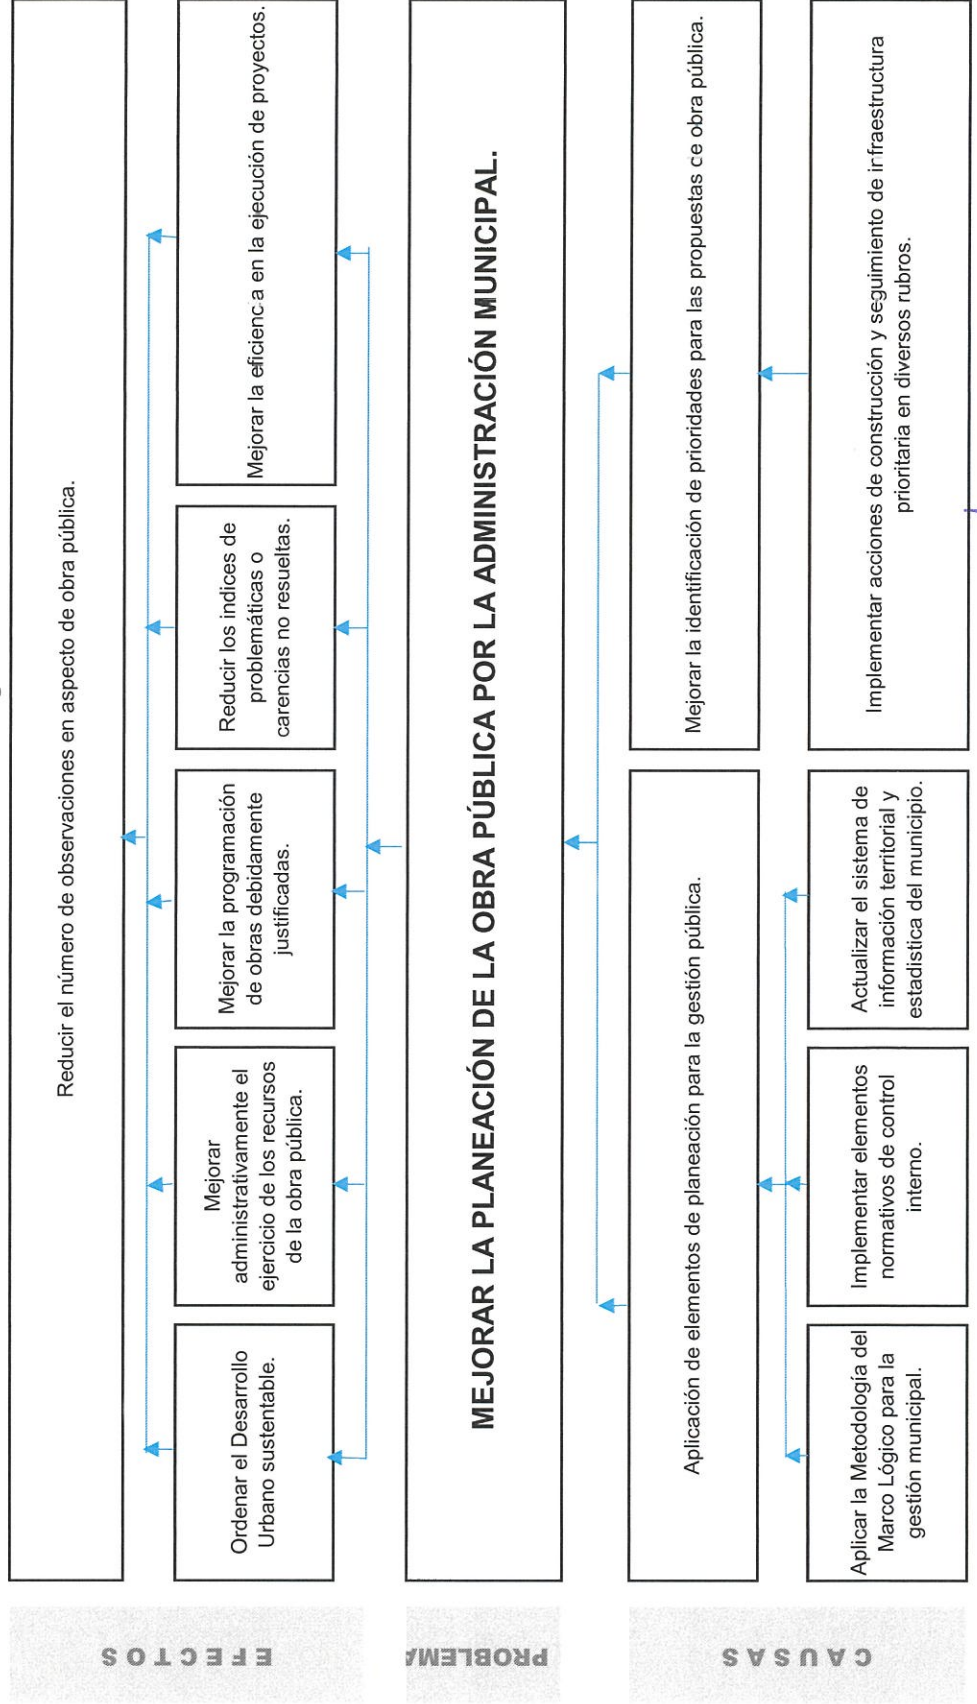 EFECTOS
Reducir el número de observaciones en aspecto de obra pública.
Ordenar el Desarrollo
Urbano sustentable.
Mejorar
administrativamente el
ejercicio de los recursos
de la obra pública.
Mejorar la programación
de obras debidamente
justificadas.
Reducir los indices de
problemáticas o
carencias no resueltas.
Mejorar la eficiencia en la ejecución de proyectos.
PROBLEMA
MEJORAR LA PLANEACIÓN DE LA OBRA PÚBLICA POR LA ADMINISTRACIÓN MUNICIPAL.
CAUSAS
Aplicación de elementos de planeación para la gestión pública.
Mejorar la identificación de prioridades para las propuestas de obra pública.
Aplicar la Metodología del
Marco Lógico para la
gestión municipal.
Implementar elementos
normativos de control
interno.
Actualizar el sistema de
información territorial y
estadistica del municipio.
Implementar acciones de construcción y seguimiento de infraestructura
prioritaria en diversos rubros.